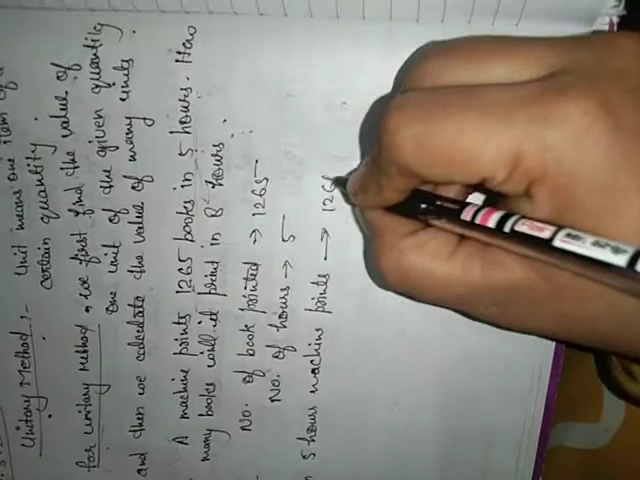 Unitary Method :- Unit means one item of a
certain quantity.
for unitary method, we first find the value of
one unit of the given quantity
and then we calculate the value of many units.
A machine prints 1265 books in 5 hours. How
many books will it print in 8 hours.
No. of book printed → 1265
No. of hours → 5
5 hours machine prints → 126